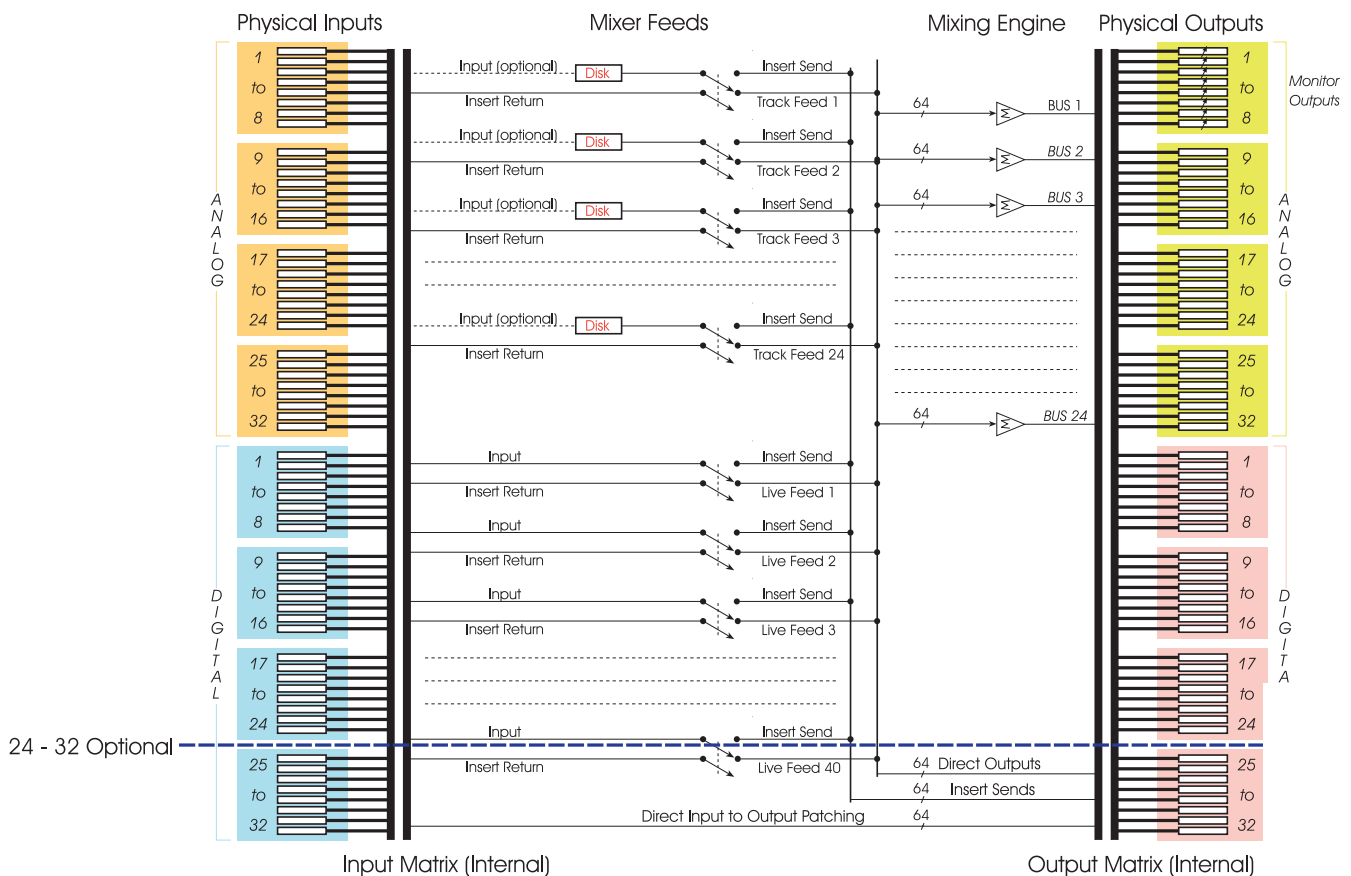 Physical Inputs
Mixer Feeds
Mixing Engine
Physical Outputs
ANALOG
1
to
8
9
to
16
17
to
24
25
to
32
DIGITAL
1
to
8
9
to
16
17
to
24
25
to
32
24 - 32 Optional
Input (optional)
Disk
Insert Send
Insert Return
Track Feed 1
Input (optional)
Disk
Insert Send
Insert Return
Track Feed 2
Input (optional)
Disk
Insert Send
Insert Return
Track Feed 3
Input (optional)
Disk
Insert Send
Insert Return
Track Feed 24
Input
Insert Send
Insert Return
Live Feed 1
Input
Insert Send
Insert Return
Live Feed 2
Input
Insert Send
Insert Return
Live Feed 3
Input
Insert Send
Insert Return
Live Feed 40
64
Σ
BUS 1
64
Σ
BUS 2
64
Σ
BUS 3
64
Σ
BUS 24
64 Direct Outputs
64 Insert Sends
Direct Input to Output Patching 64
1
to
8
Monitor
Outputs
9
to
16
17
to
24
25
to
32
ANALOG
1
to
8
9
to
16
17
to
24
25
to
32
DIGITA
Input Matrix (Internal)
Output Matrix (Internal)